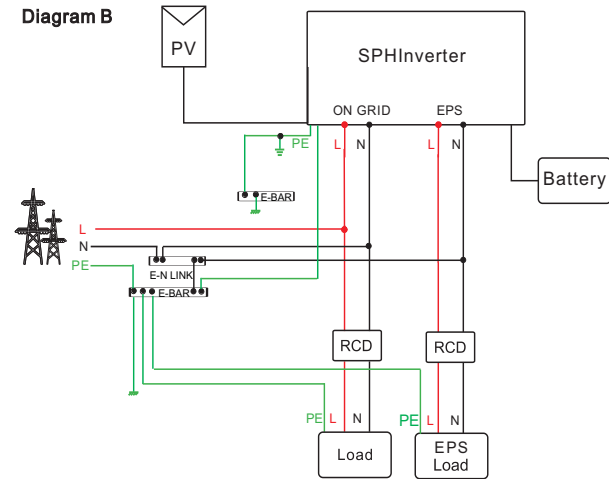 Diagram B
PV
SPHInverter
ON GRID
EPS
PE
L
N
L
N
E-BAR
Battery
L
N
PE
E-N LINK
E-BAR
RCD
RCD
PE
L
N
PE
L
N
Load
EPS
Load